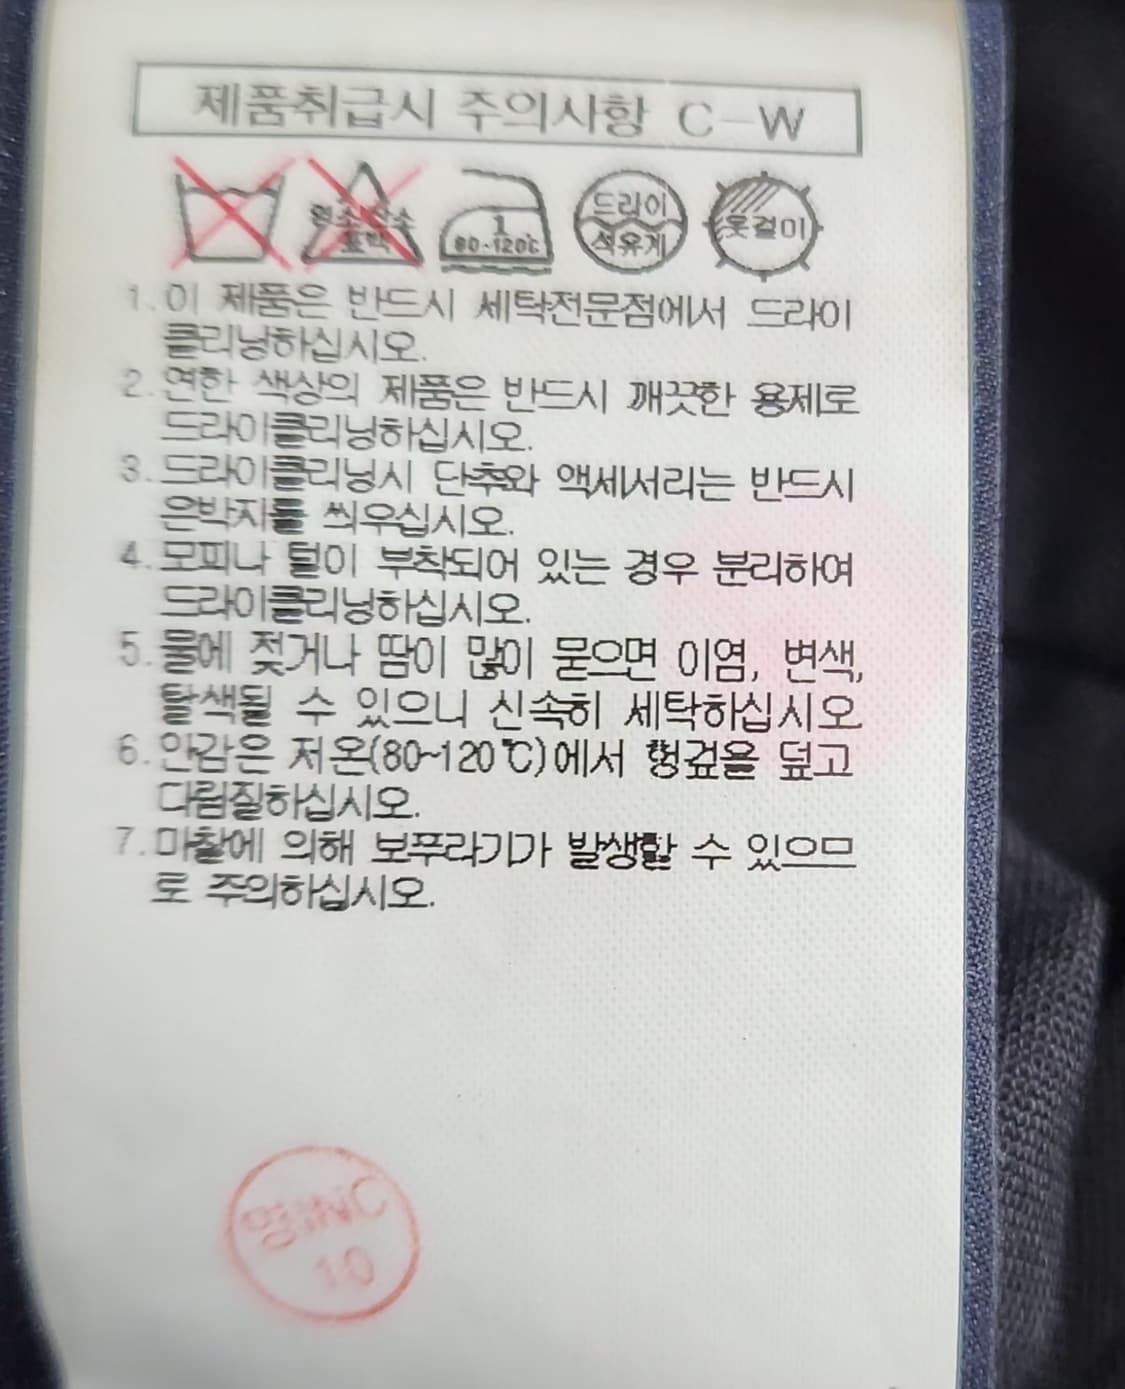 제품취급시 주의사항 C-W
염소산소
표백
1
80~120℃
드라이
석유계
옷걸이
1. 이 제품은 반드시 세탁전문점에서 드라이
클리닝하십시오.
2. 연한 색상의 제품은 반드시 깨끗한 용제로
드라이클리닝하십시오.
3. 드라이클리닝시 단추와 액세서리는 반드시
은박지를 씌우십시오.
4. 모피나 털이 부착되어 있는 경우 분리하여
드라이클리닝하십시오.
5. 물에 젖거나 땀이 많이 묻으면 이염, 변색,
탈색될 수 있으니 신속히 세탁하십시오
6. 안감은 저온(80~120℃)에서 헝겊을 덮고
다림질하십시오.
7. 마찰에 의해 보푸라기가 발생할 수 있으므
로 주의하십시오.
INC
10